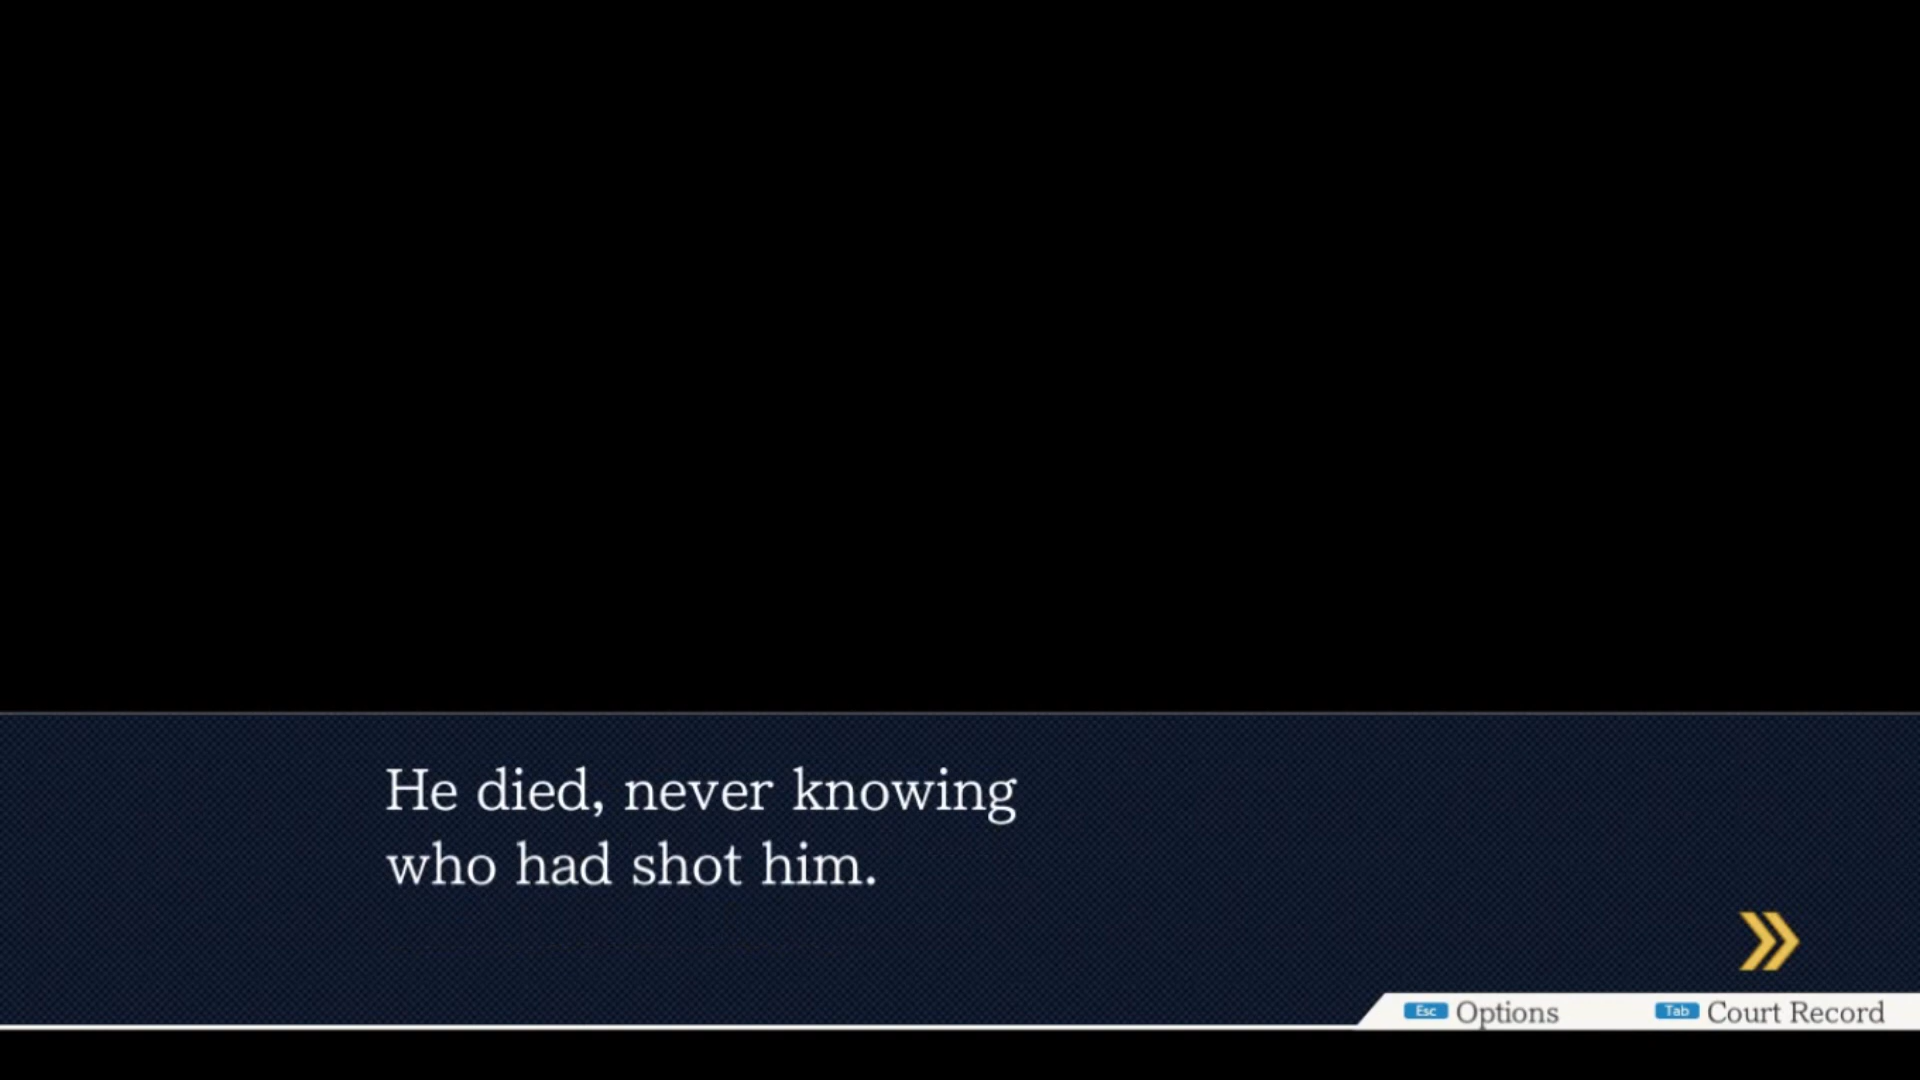 He died, never knowing
who had shot him.
Esc Options Tab Court Record